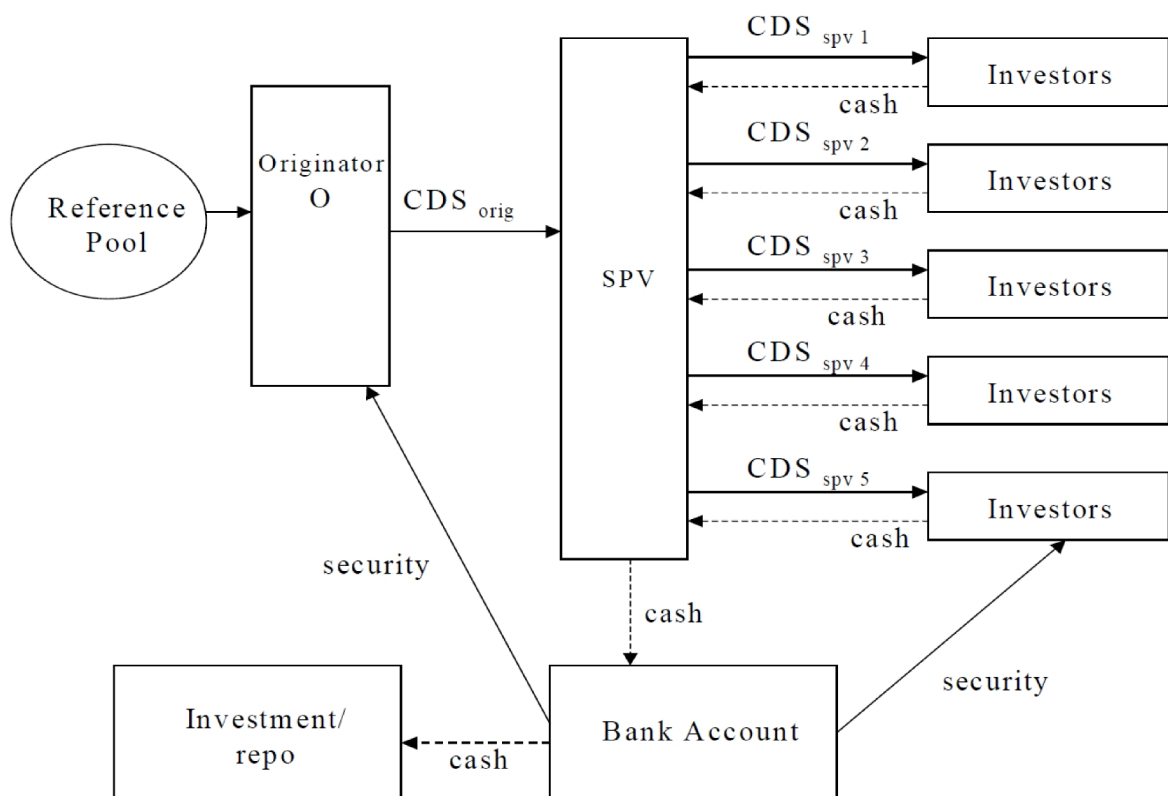 CDS spv 1
Investors
cash
Originator
O
CDS spv 2
Investors
cash
Reference
Pool
CDS orig
SPV
CDS spv 3
Investors
cash
CDS spv 4
Investors
cash
CDS spv 5
Investors
cash
security
cash
security
Investment/
repo
cash
Bank Account